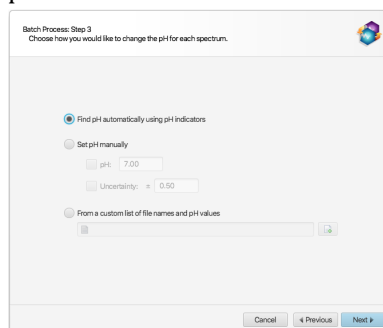 p
Batch Process: Step 3
Choose how you would like to change the pH for each spectrum.
Find pH automatically using pH indicators
Set pH manually
pH: 7.00
Uncertainty: ± 0.50
From a custom list of file names and pH values
Cancel Previous Next